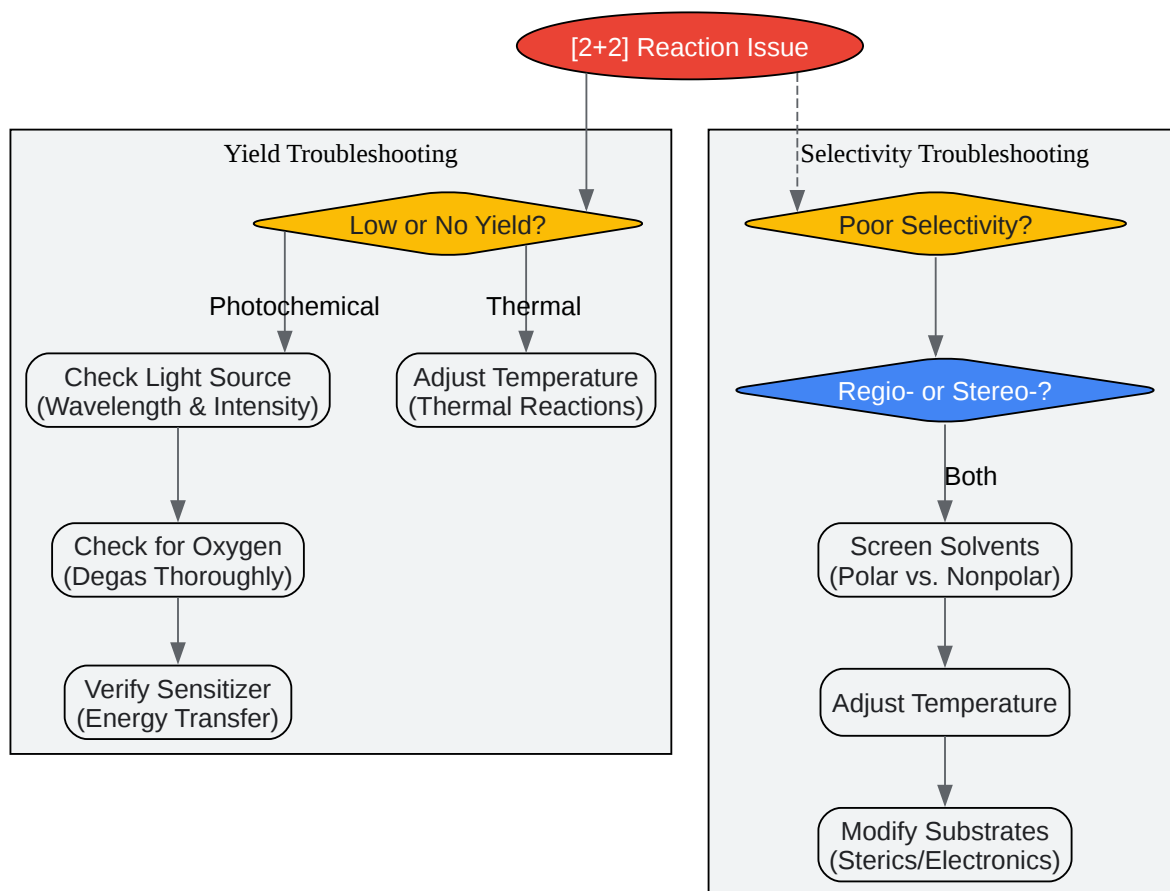 [2+2] Reaction Issue
Yield Troubleshooting
Low or No Yield?
Photochemical
Thermal
Check Light Source
(Wavelength & Intensity)
Adjust Temperature
(Thermal Reactions)
Check for Oxygen
(Degas Thoroughly)
Verify Sensitizer
(Energy Transfer)
Selectivity Troubleshooting
Poor Selectivity?
Regio- or Stereo-?
Both
Screen Solvents
(Polar vs. Nonpolar)
Adjust Temperature
Modify Substrates
(Sterics/Electronics)